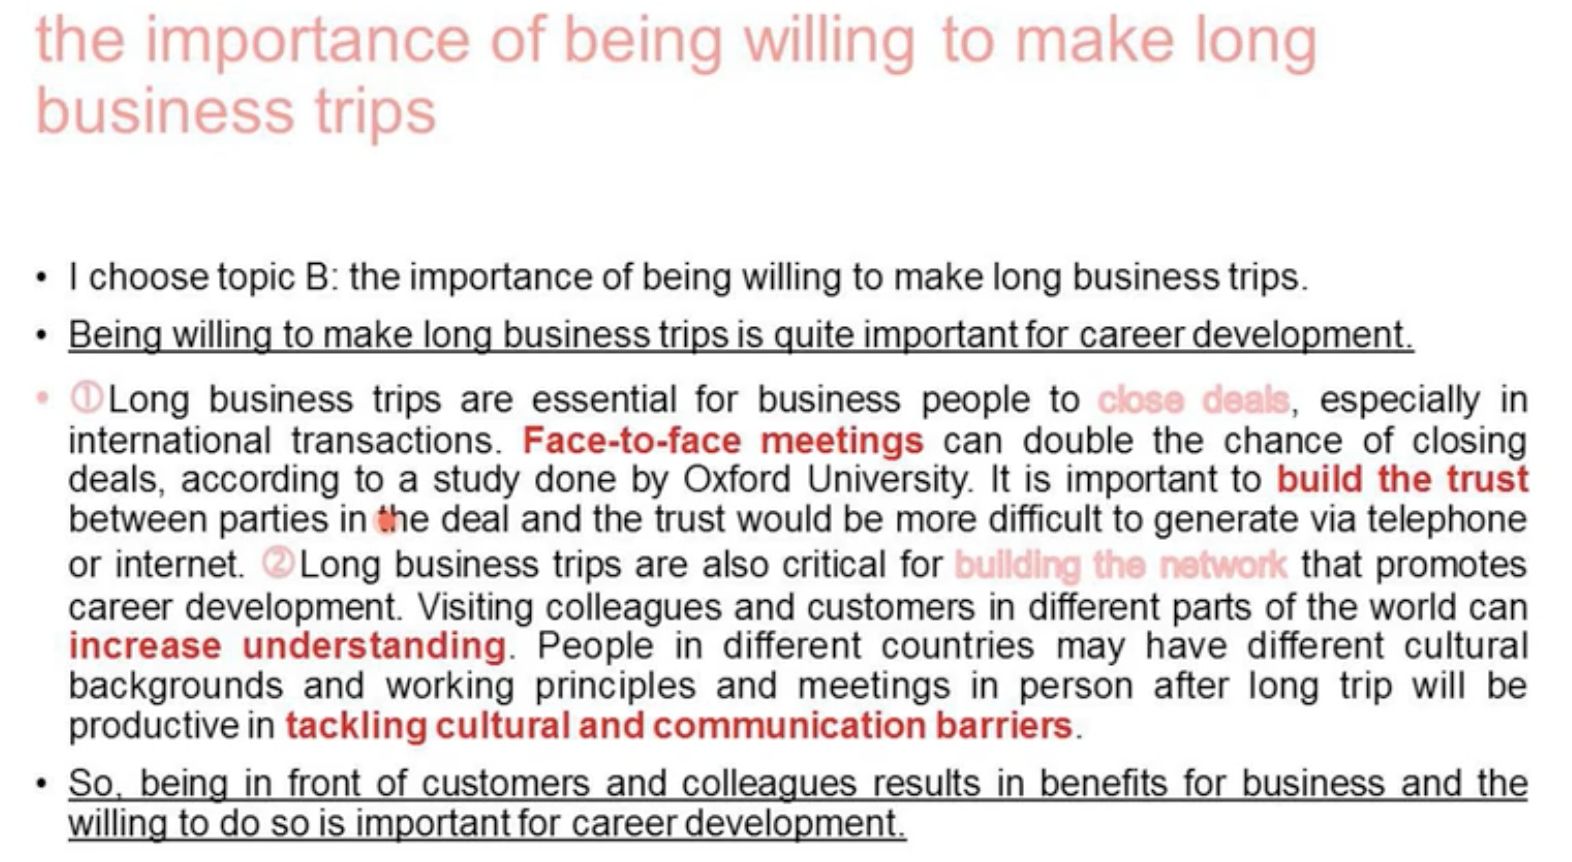 the importance of being willing to make long
business trips
• I choose topic B: the importance of being willing to make long business trips.
• Being willing to make long business trips is quite important for career development.
• ①Long business trips are essential for business people to close deals, especially in
international transactions. Face-to-face meetings can double the chance of closing
deals, according to a study done by Oxford University. It is important to build the trust
between parties in the deal and the trust would be more difficult to generate via telephone
or internet. ②Long business trips are also critical for building the network that promotes
career development. Visiting colleagues and customers in different parts of the world can
increase understanding. People in different countries may have different cultural
backgrounds and working principles and meetings in person after long trip will be
productive in tackling cultural and communication barriers.
• So, being in front of customers and colleagues results in benefits for business and the
willing to do so is important for career development.